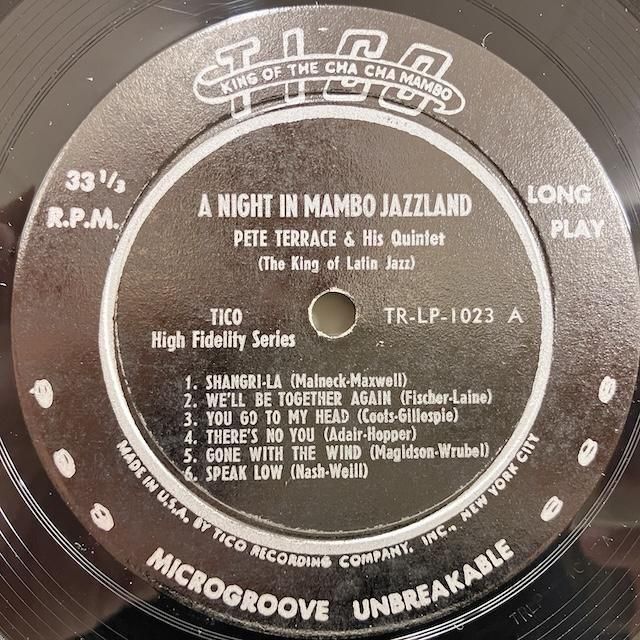 TICO
KING OF THE CHA CHA MAMBO
33 1/3
R.P.M.
LONG
PLAY
A NIGHT IN MAMBO JAZZLAND
PETE TERRACE & His Quintet
(The King of Latin Jazz)
TICO
High Fidelity Series
TR-LP-1023 A
1. SHANGRI-LA (Malneck-Maxwell)
2. WE'LL BE TOGETHER AGAIN (Fischer-Laine)
3. YOU GO TO MY HEAD (Coots-Gillespie)
4. THERE'S NO YOU (Adair-Hopper)
5. GONE WITH THE WIND (Magidson-Wrubel)
6. SPEAK LOW (Nash-Weill)
MADE IN U.S.A. BY TICO RECORDING COMPANY, INC., NEW YORK CITY
MICROGROOVE UNBREAKABLE